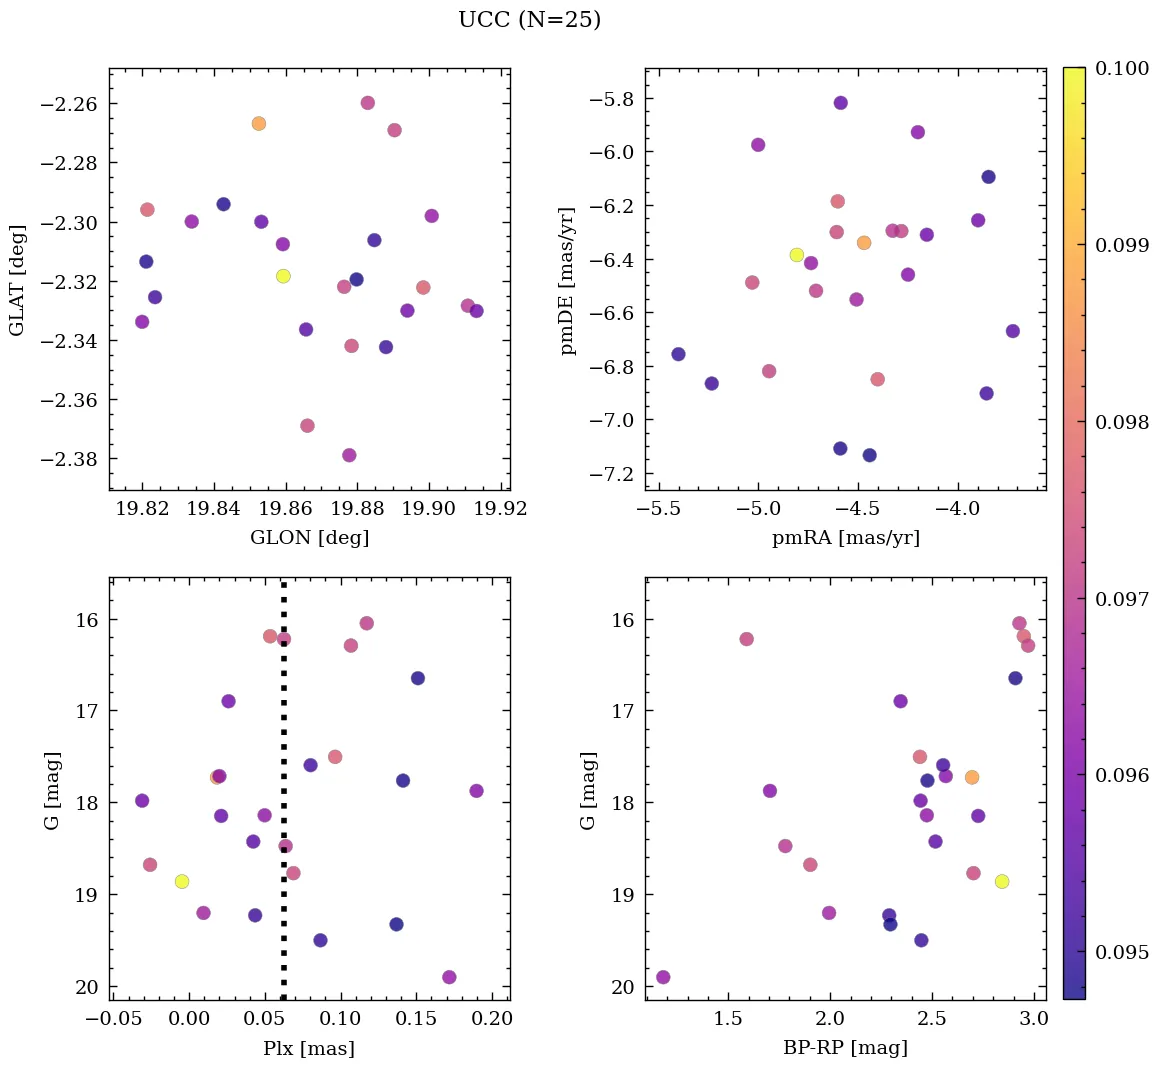 UCC (N=25)
−2.26
−2.28
−2.30
−2.32
−2.34
−2.36
−2.38
GLAT [deg]
19.82 19.84 19.86 19.88 19.90 19.92
GLON [deg]
−5.8
−6.0
−6.2
−6.4
−6.6
−6.8
−7.0
−7.2
pmDE [mas/yr]
−5.5 −5.0 −4.5 −4.0
pmRA [mas/yr]
16
17
18
19
20
G [mag]
−0.05 0.00 0.05 0.10 0.15 0.20
Plx [mas]
16
17
18
19
20
G [mag]
1.5 2.0 2.5 3.0
BP-RP [mag]
0.100
0.099
0.098
0.097
0.096
0.095